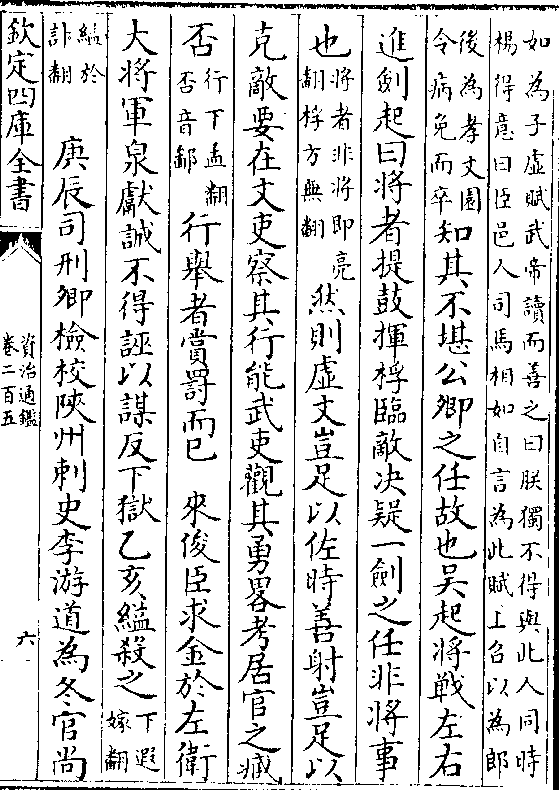 如為子虛賦武帝讀而善之曰朕獨不得與此人同時
楊得意曰臣邑人司馬相如自言為此賦上召以為郎
後為孝文園
令病免而卒
知其不堪公卿之任故也吳起將戰左右
進劍起曰將者提鼓揮桴臨敵決疑一劍之任非將事
也
將者非將即亮
翻桴方無翻
然則虛文豈足以佐時善射豈足以
克敵要在文吏察其行能武吏觀其勇畧考居官之臧
否
行下孟翻
否音鄙
行舉者賞罰而已　來俊臣求金於左衛
大將軍泉獻誠不得誣以謀反下獄乙亥縊殺之
下遐
嫁翻
縊於
計翻
庚辰司刑卿檢校陝州刺史李游道為冬官尚
欽定四庫全書
資治通鑑
卷二百五
六